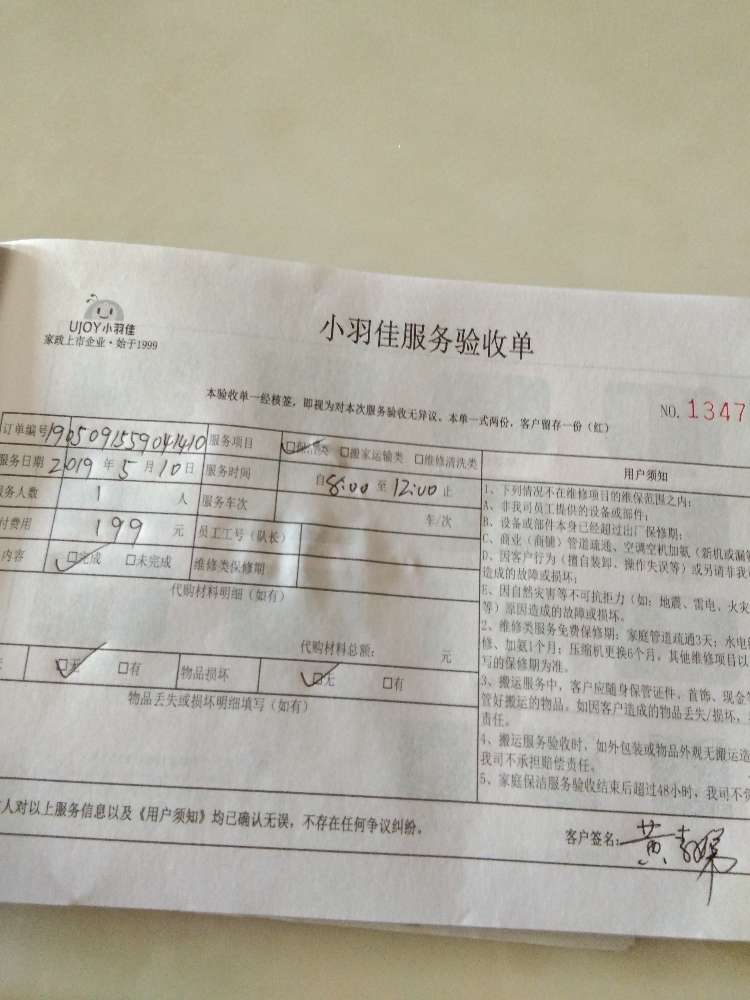 UJOY小羽佳
家政上市企业·始于1999
小羽佳服务验收单
本验收单一经核签，即视为对本次服务验收无异议。本单一式两份，客户留存一份（红）
NO. 1347
订单编号 1905091559041410 服务项目 ☑保洁类 □搬家运输类 □维修清洗类
服务日期 2019 年 5 月 10 日 服务时间 自 8:00 至 12:00 止
服务人数 1 人 服务车次 车/次
付费用 199 元 员工工号（队长）
内容 ☑完成 □未完成 维修类保修期
代购材料明细（如有）
代购材料总额： 元
☑无 □有 物品损坏 ☑无 □有
物品丢失或损坏明细填写（如有）
用户须知
1、下列情况不在维修项目的维保范围之内：
A、非我司员工提供的设备或部件；
B、设备或部件本身已经超过出厂保修期；
C、商业（商铺）管道疏通、空调空机加氨（新机或漏
D、因客户行为（擅自装卸、操作失误等）或另请非我
造成的故障或损坏；
E、因自然灾害等不可抗拒力（如：地震、雷电、火灾
等）原因造成的故障或损坏。
2、维修类服务免费保修期：家庭管道疏通3天；水电
修、加氨1个月；压缩机更换6个月。其他维修项目以
写的保修期为准。
3、搬运服务中，客户应随身保管证件、首饰、现金
管好搬运的物品。如因客户造成的物品丢失/损坏，
责任。
4、搬运服务验收时，如外包装或物品外观无搬运造
我司不承担赔偿责任。
5、家庭保洁服务验收结束后超过48小时，我司不
人对以上服务信息以及《用户须知》均已确认无误，不存在任何争议纠纷。
客户签名： 黄